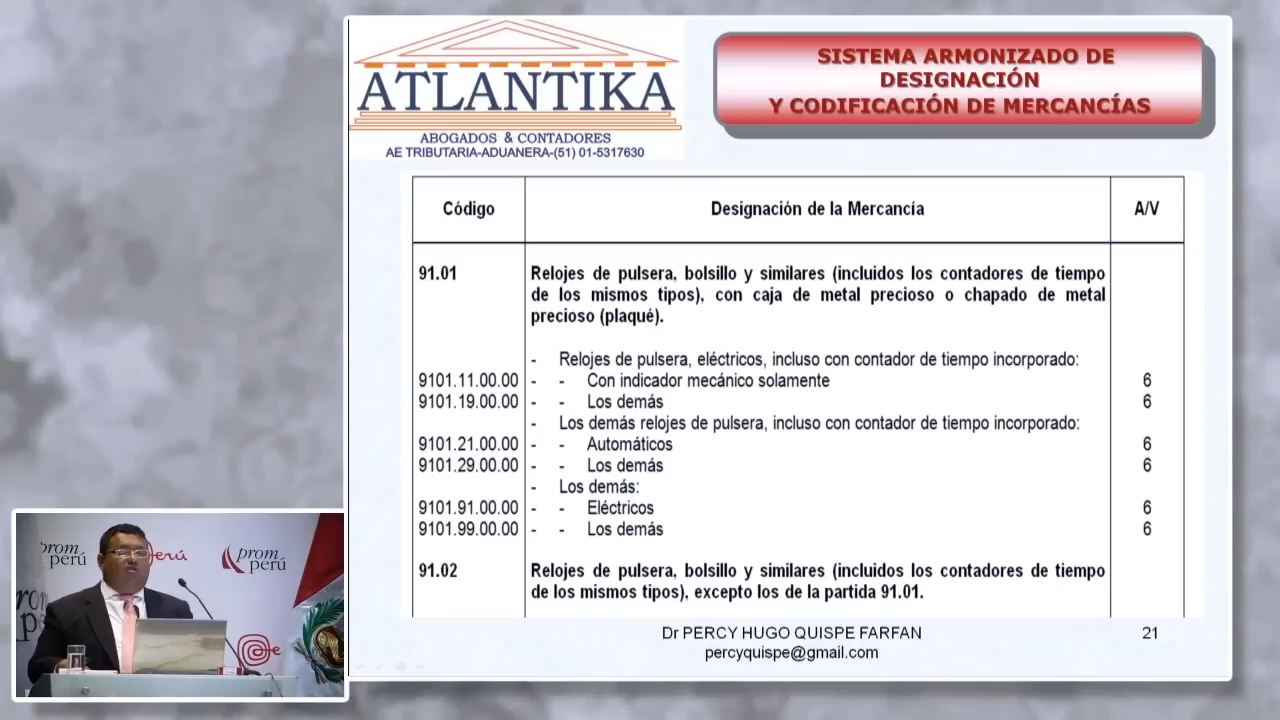 ATLANTIKA
ABOGADOS & CONTADORES
AE TRIBUTARIA-ADUANERA-(51) 01-5317630
SISTEMA ARMONIZADO DE
DESIGNACIÓN
Y CODIFICACIÓN DE MERCANCÍAS
Código Designación de la Mercancía A/V
91.01 Relojes de pulsera, bolsillo y similares (incluidos los contadores de tiempo
de los mismos tipos), con caja de metal precioso o chapado de metal
precioso (plaqué).
- Relojes de pulsera, eléctricos, incluso con contador de tiempo incorporado:
9101.11.00.00 - - Con indicador mecánico solamente 6
9101.19.00.00 - - Los demás 6
- Los demás relojes de pulsera, incluso con contador de tiempo incorporado:
9101.21.00.00 - - Automáticos 6
9101.29.00.00 - - Los demás 6
- Los demás:
9101.91.00.00 - - Eléctricos 6
9101.99.00.00 - - Los demás 6
91.02 Relojes de pulsera, bolsillo y similares (incluidos los contadores de tiempo
de los mismos tipos), excepto los de la partida 91.01.
Dr PERCY HUGO QUISPE FARFAN 21
percyquispe@gmail.com
prom
perú